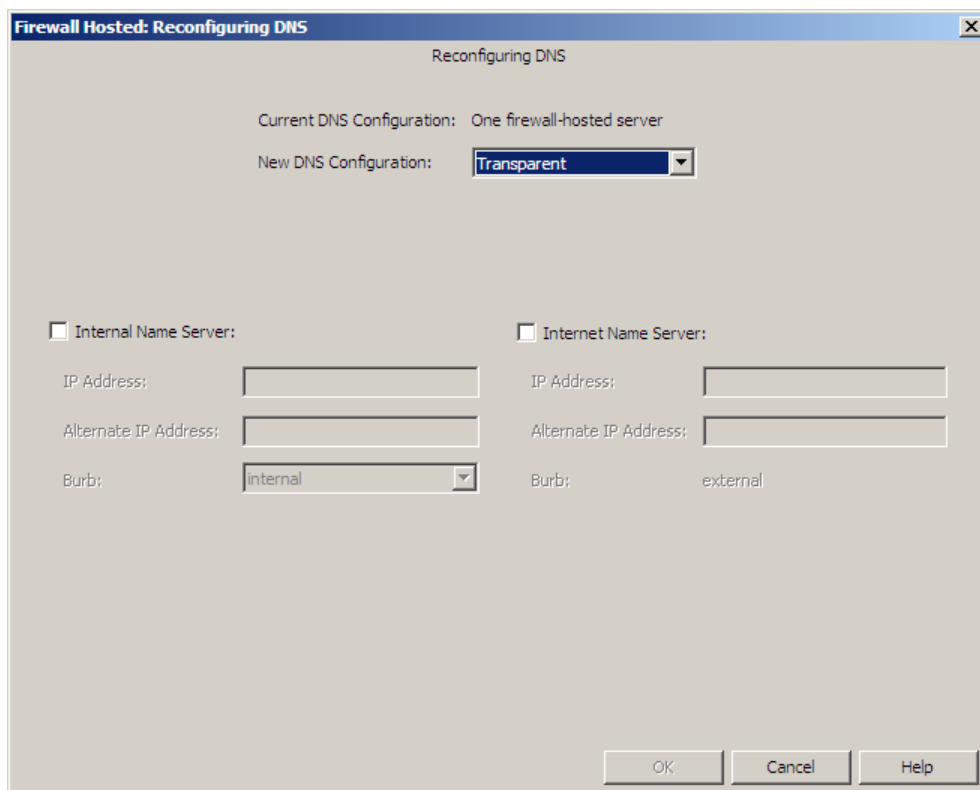 Firewall Hosted: Reconfiguring DNS
Reconfiguring DNS
Current DNS Configuration: One firewall-hosted server
New DNS Configuration: Transparent
Internal Name Server: Internet Name Server:
IP Address: IP Address:
Alternate IP Address: Alternate IP Address:
Burb: internal Burb: external
OK Cancel Help